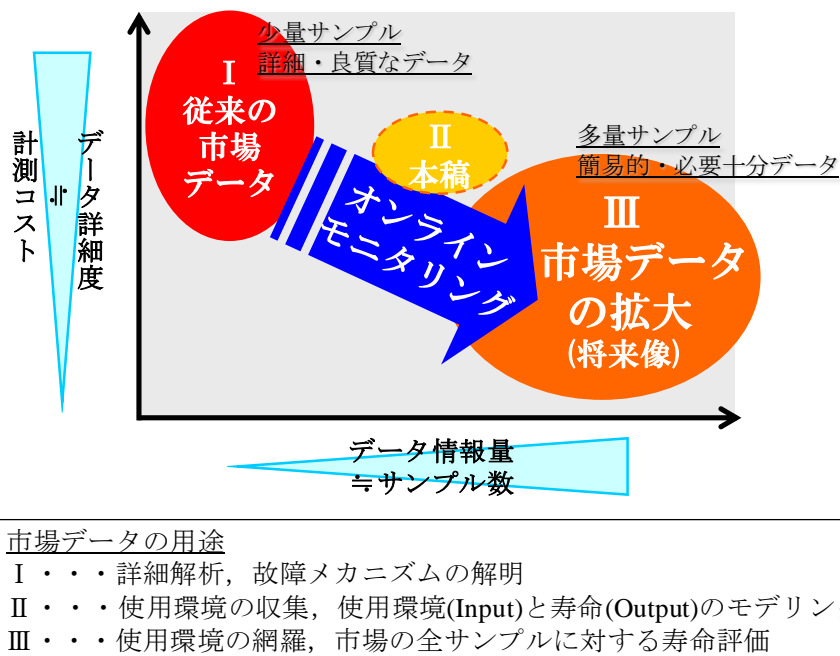 少量サンプル
詳細・良質なデータ
Ⅰ
従来の
市場
データ
Ⅱ
本稿
多量サンプル
簡易的・必要十分データ
Ⅲ
市場データ
の拡大
(将来像)
オンライン
モニタリング
データ詳細度
≒
計測コスト
データ情報量
≒サンプル数
市場データの用途
Ⅰ・・・詳細解析，故障メカニズムの解明
Ⅱ・・・使用環境の収集，使用環境(Input)と寿命(Output)のモデリン
Ⅲ・・・使用環境の網羅，市場の全サンプルに対する寿命評価